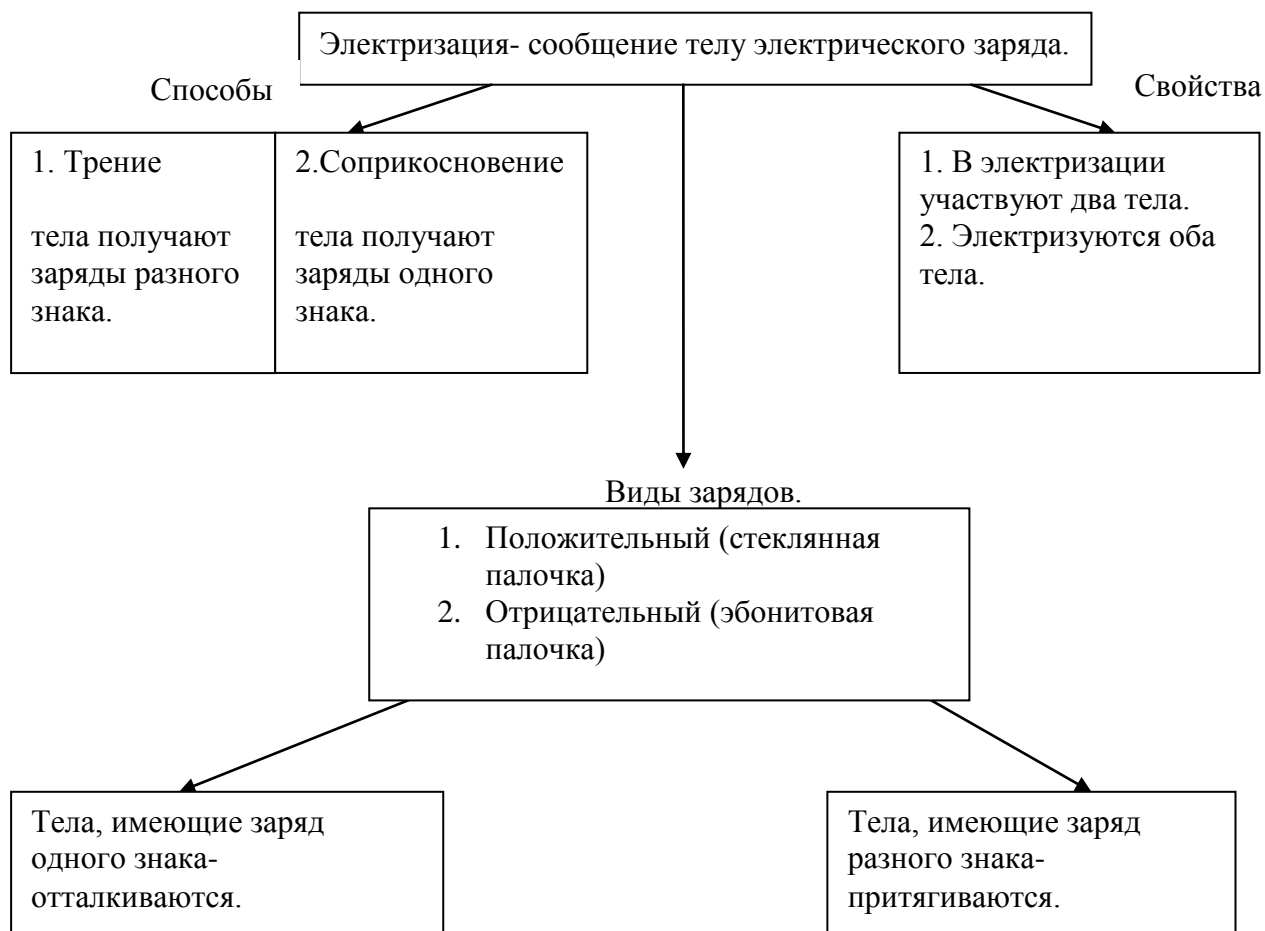 Электризация- сообщение телу электрического заряда.
Способы
Свойства
1. Трение
тела получают
заряды разного
знака.
2.Соприкосновение
тела получают
заряды одного
знака.
1. В электризации
участвуют два тела.
2. Электризуются оба
тела.
Виды зарядов.
1. Положительный (стеклянная
палочка)
2. Отрицательный (эбонитовая
палочка)
Тела, имеющие заряд
одного знака-
отталкиваются.
Тела, имеющие заряд
разного знака-
притягиваются.